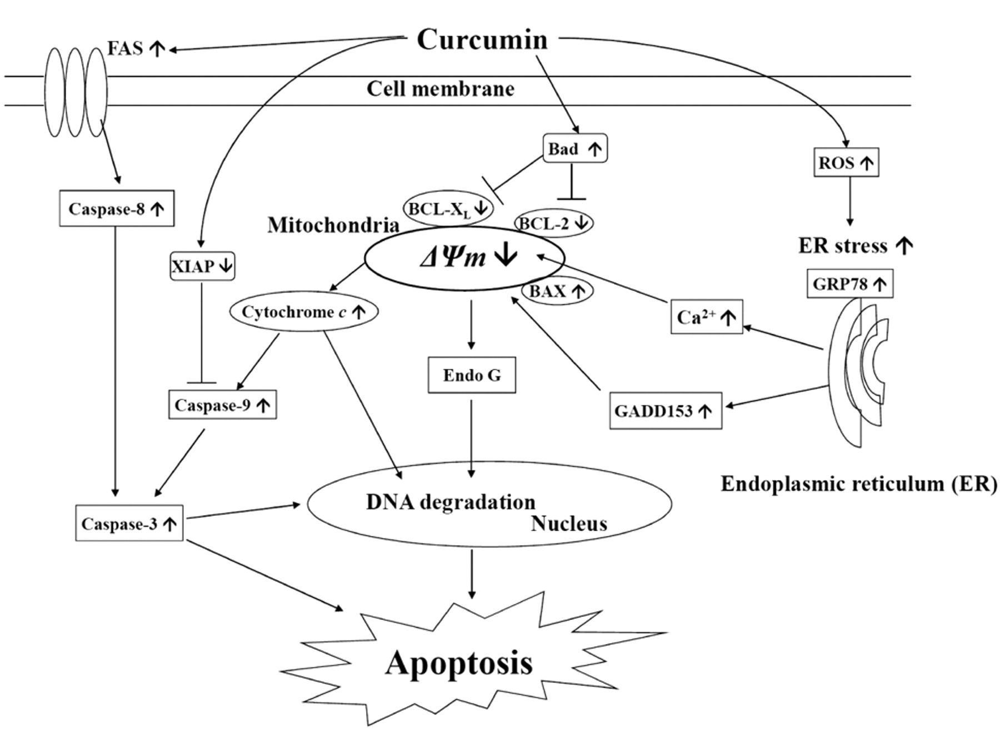 Curcumin
FAS ↑
Cell membrane
Bad ↑
ROS ↑
Caspase-8 ↑
BCL-XL ↓
BCL-2 ↓
Mitochondria
ER stress ↑
ΔΨm ↓
XIAP ↓
GRP78 ↑
BAX ↑
Cytochrome c ↑
Ca²⁺ ↑
Endo G
Caspase-9 ↑
GADD153 ↑
Endoplasmic reticulum (ER)
DNA degradation
Nucleus
Caspase-3 ↑
Apoptosis